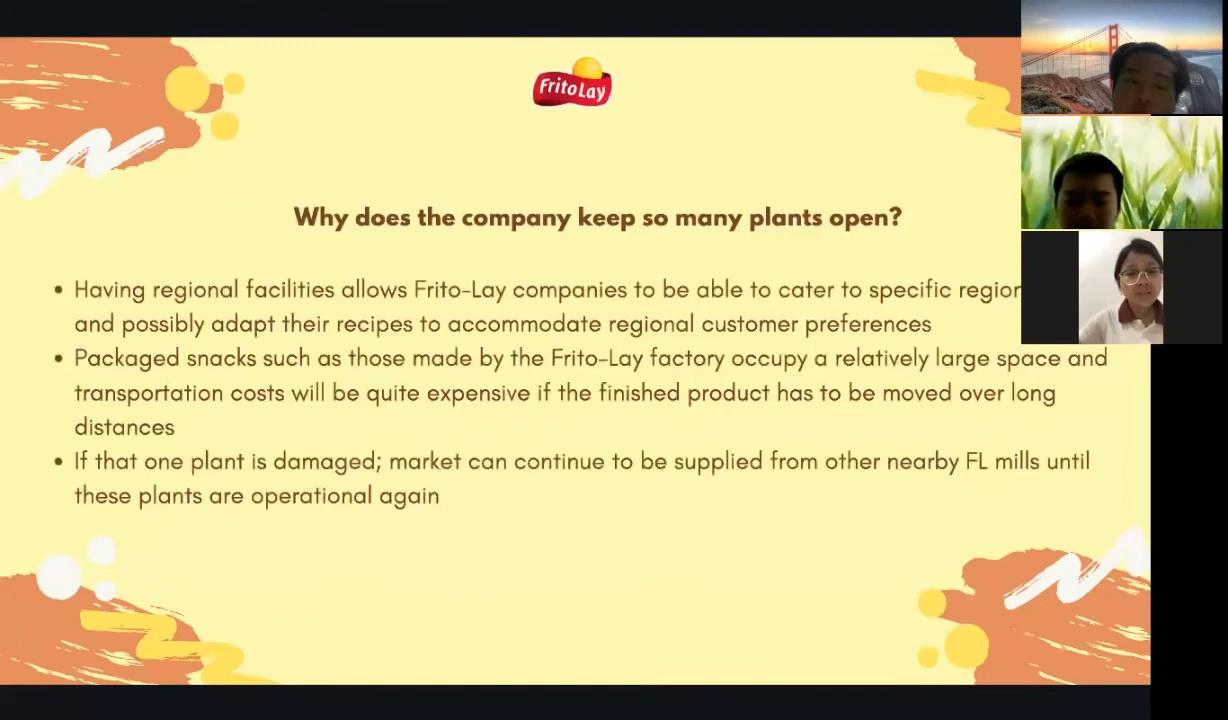 Frito Lay
Why does the company keep so many plants open?
• Having regional facilities allows Frito-Lay companies to be able to cater to specific
and possibly adapt their recipes to accommodate regional customer preferences
• Packaged snacks such as those made by the Frito-Lay factory occupy a relatively large space and
transportation costs will be quite expensive if the finished product has to be moved over long
distances
• If that one plant is damaged; market can continue to be supplied from other nearby FL mills until
these plants are operational again